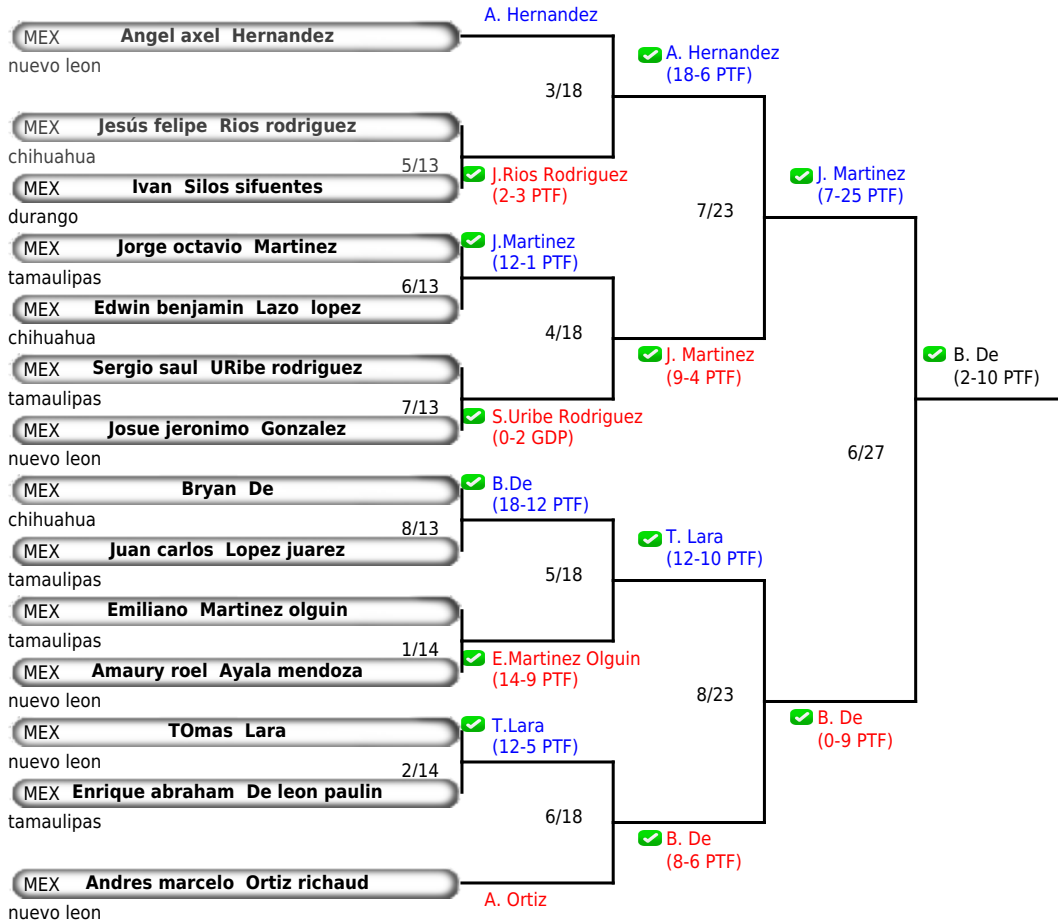 A. Hernandez
MEX Angel axel Hernandez
nuevo leon
A. Hernandez
(18-6 PTF)
3/18
MEX Jesús felipe Rios rodriguez
chihuahua
5/13
J.Rios Rodriguez
(2-3 PTF)
MEX Ivan Silos sifuentes
durango
J. Martinez
(7-25 PTF)
7/23
MEX Jorge octavio Martinez
tamaulipas
J.Martinez
(12-1 PTF)
6/13
MEX Edwin benjamin Lazo lopez
chihuahua
4/18
J. Martinez
(9-4 PTF)
B. De
(2-10 PTF)
MEX Sergio saul URibe rodriguez
tamaulipas
7/13
S.Uribe Rodriguez
(0-2 GDP)
MEX Josue jeronimo Gonzalez
nuevo leon
6/27
MEX Bryan De
chihuahua
B.De
(18-12 PTF)
8/13
MEX Juan carlos Lopez juarez
tamaulipas
T. Lara
(12-10 PTF)
5/18
MEX Emiliano Martinez olguin
tamaulipas
1/14
E.Martinez Olguin
(14-9 PTF)
MEX Amaury roel Ayala mendoza
nuevo leon
8/23
B. De
(0-9 PTF)
MEX TOmas Lara
nuevo leon
T.Lara
(12-5 PTF)
2/14
MEX Enrique abraham De leon paulin
tamaulipas
6/18
B. De
(8-6 PTF)
MEX Andres marcelo Ortiz richaud
nuevo leon
A. Ortiz